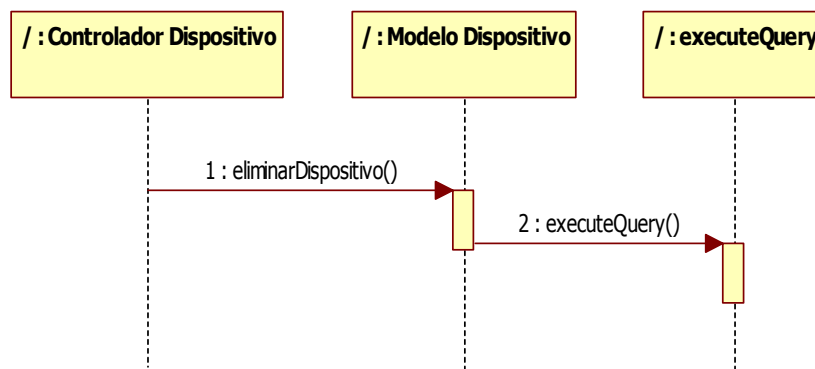 / : Controlador Dispositivo
/ : Modelo Dispositivo
/ : executeQuery
1 : eliminarDispositivo()
2 : executeQuery()